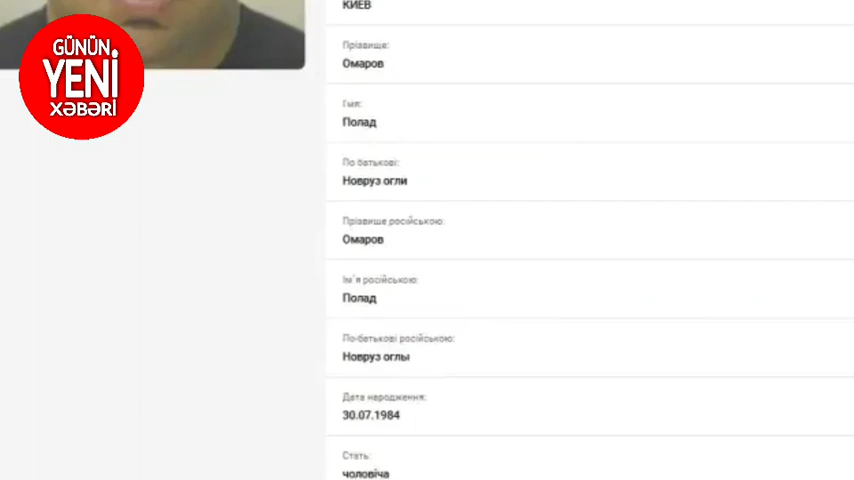 GÜNÜN
YENİ
XƏBƏRİ
КИЕВ
Прізвище:
Омаров
Ім'я:
Полад
По батькові:
Новруз огли
Прізвище російською:
Омаров
Ім'я російською:
Полад
По-батькові російською:
Новруз оглы
Дата народження:
30.07.1984
Стать:
чоловіча